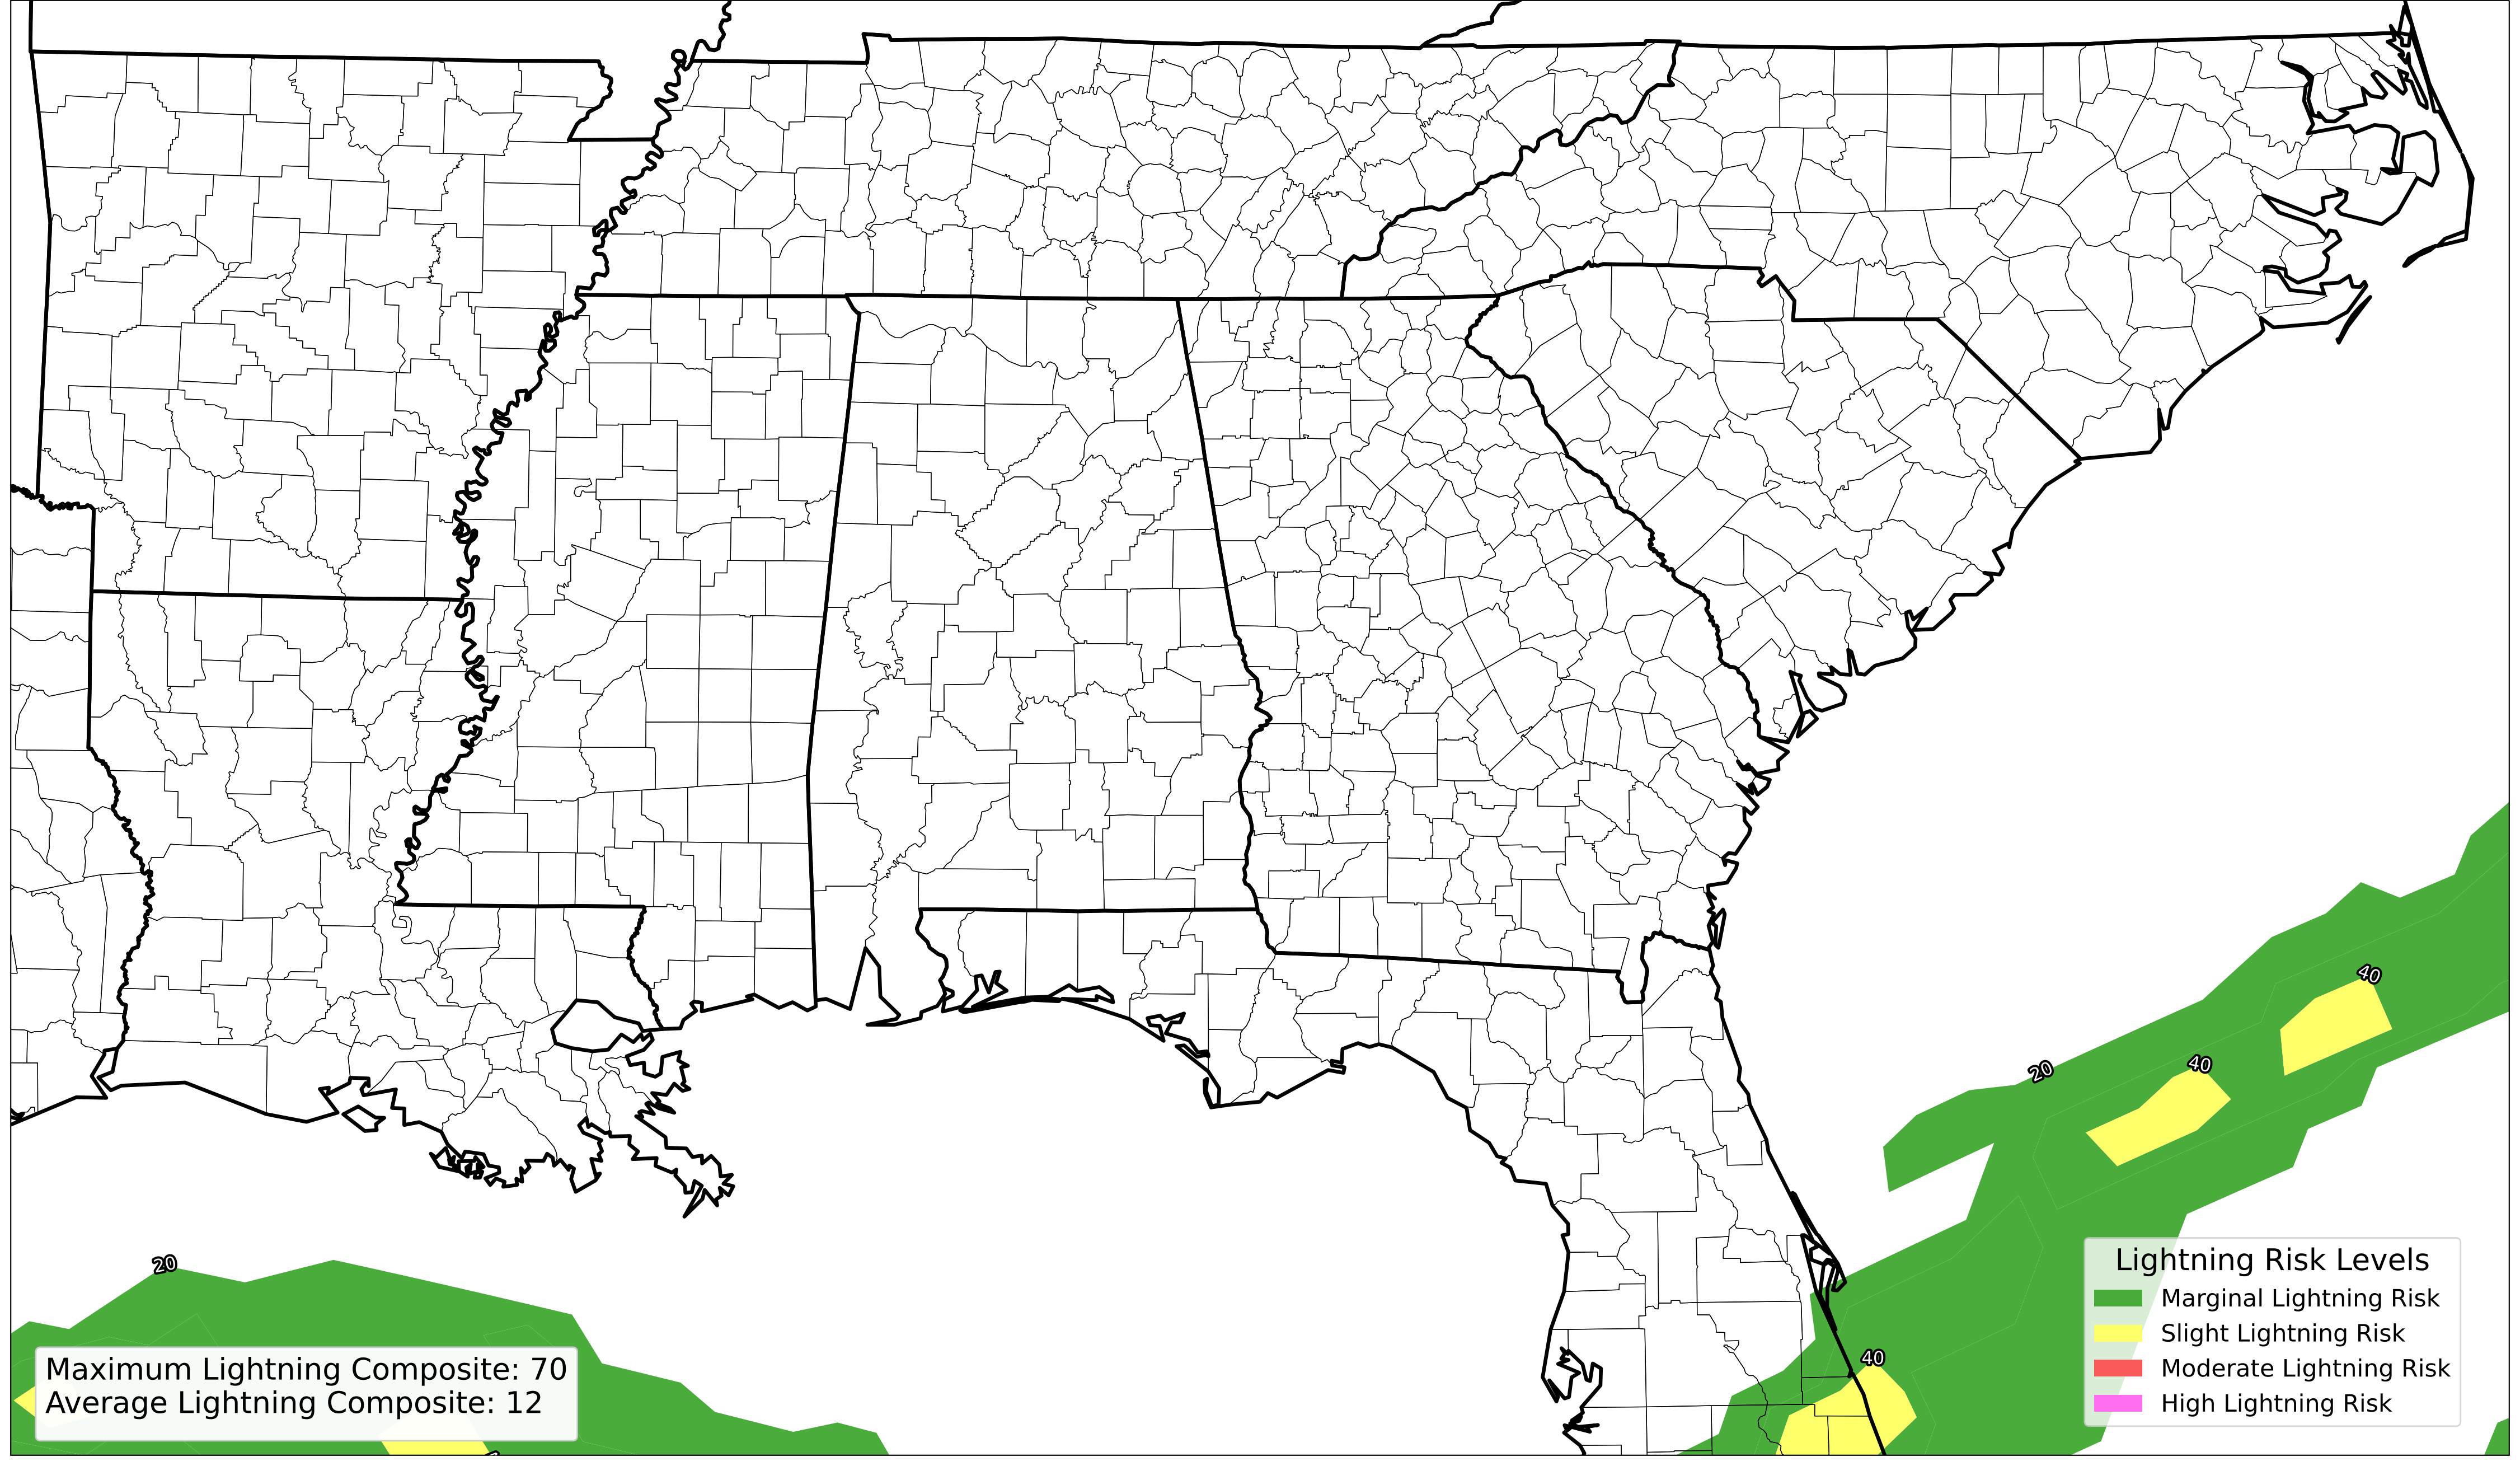 40
20
40
20
40
Lightning Risk Levels
Marginal Lightning Risk
Slight Lightning Risk
Moderate Lightning Risk
High Lightning Risk
Maximum Lightning Composite: 70
Average Lightning Composite: 12